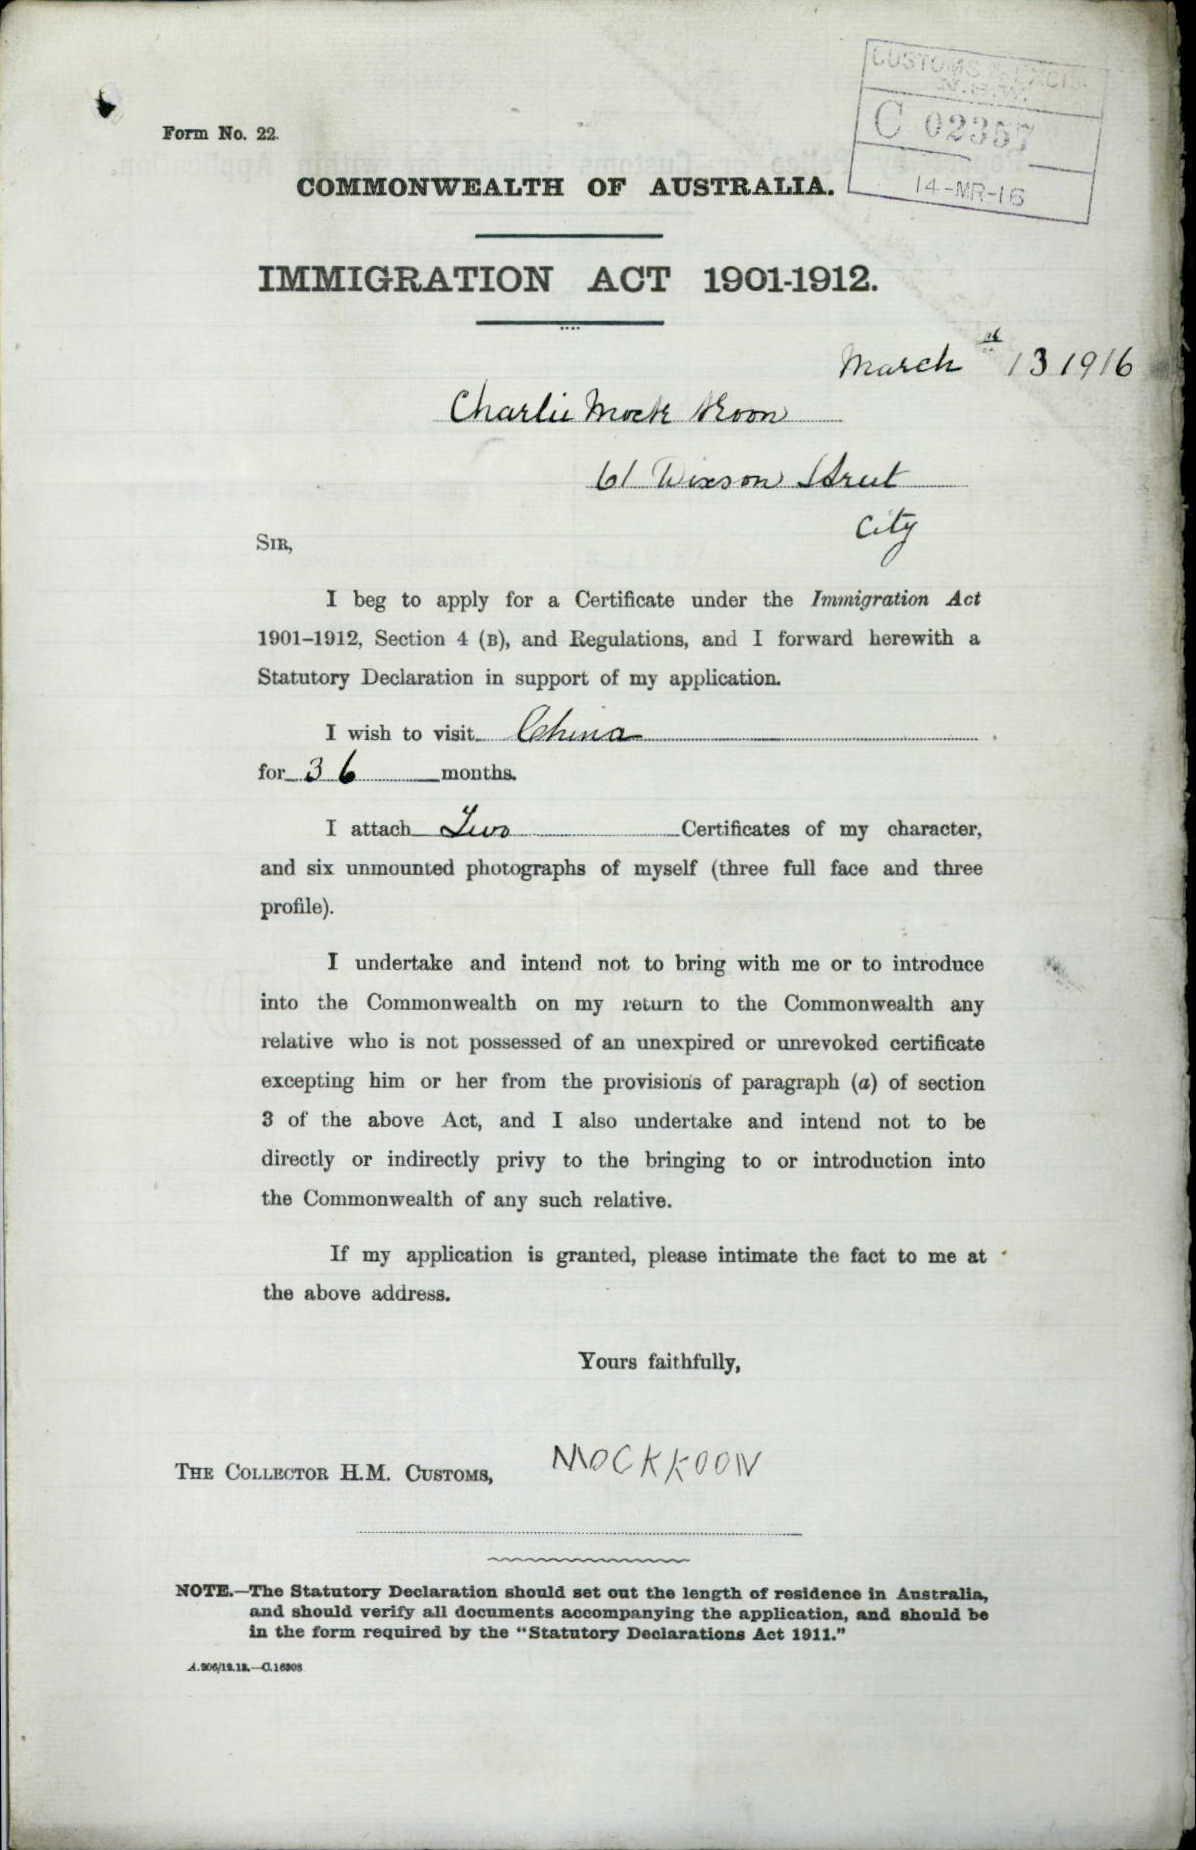 CUSTOMS & EXCISE
N.S.W.
C 02357
14-MR-16
Form No. 22.
COMMONWEALTH OF AUSTRALIA.
IMMIGRATION ACT 1901-1912.
March 13th 1916
Charlie Mock Koon
61 Dixson Street
City
SIR,
I beg to apply for a Certificate under the Immigration Act
1901–1912, Section 4 (B), and Regulations, and I forward herewith a
Statutory Declaration in support of my application.
I wish to visit China
for 36 months.
I attach Two Certificates of my character,
and six unmounted photographs of myself (three full face and three
profile).
I undertake and intend not to bring with me or to introduce
into the Commonwealth on my return to the Commonwealth any
relative who is not possessed of an unexpired or unrevoked certificate
excepting him or her from the provisions of paragraph (a) of section
3 of the above Act, and I also undertake and intend not to be
directly or indirectly privy to the bringing to or introduction into
the Commonwealth of any such relative.
If my application is granted, please intimate the fact to me at
the above address.
Yours faithfully,
MOCKKOON
THE COLLECTOR H.M. CUSTOMS,
NOTE.—The Statutory Declaration should set out the length of residence in Australia,
and should verify all documents accompanying the application, and should be
in the form required by the "Statutory Declarations Act 1911."
A.906/12.12.—C.16303